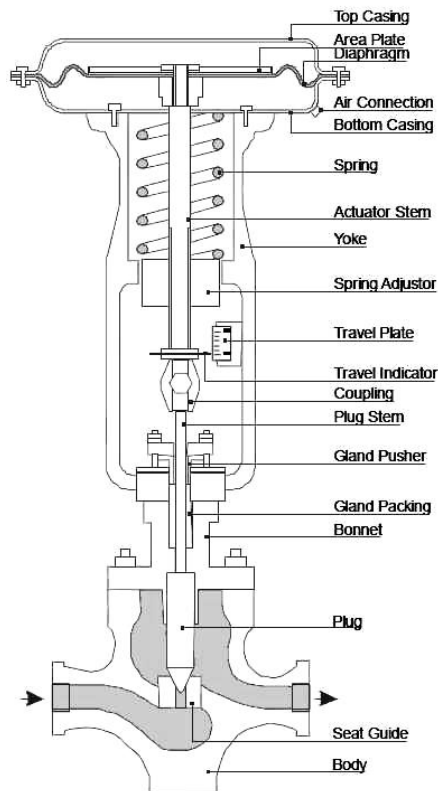 Top Casing
Area Plate
Diaphragm
Air Connection
Bottom Casing
Spring
Actuator Stem
Yoke
Spring Adjustor
Travel Plate
Travel Indicator
Coupling
Plug Stem
Gland Pusher
Gland Packing
Bonnet
Plug
Seat Guide
Body